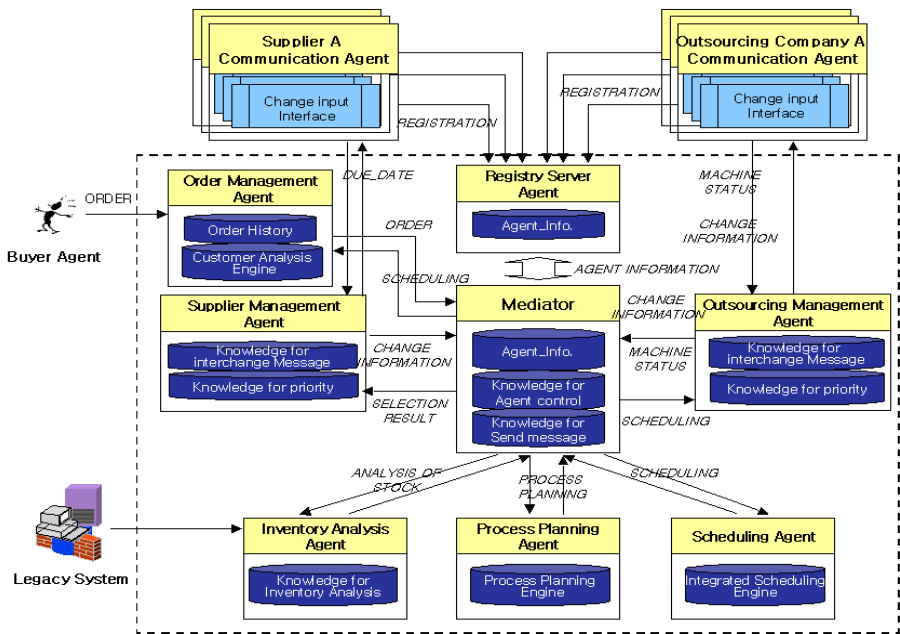 Supplier A
Communication Agent
Change input
Interface
Outsourcing Company A
Communication Agent
Change input
Interface
REGISTRATION
REGISTRATION
ORDER
Buyer Agent
Order Management
Agent
Order History
Customer Analysis
Engine
DUE_DATE
Registry Server
Agent
Agent_Info.
MACHINE
STATUS
CHANGE
INFORMATION
ORDER
SCHEDULING
AGENT INFORMATION
Supplier Management
Agent
Knowledge for
interchange Message
Knowledge for priority
CHANGE
INFORMATION
SELECTION
RESULT
Mediator
Agent_Info.
Knowledge for
Agent control
Knowledge for
Send message
CHANGE
INFORMATION
MACHINE
STATUS
SCHEDULING
Outsourcing Management
Agent
Knowledge for
interchange Message
Knowledge for priority
ANALYSIS OF
STOCK
PROCESS
PLANNING
SCHEDULING
Legacy System
Inventory Analysis
Agent
Knowledge for
Inventory Analysis
Process Planning
Agent
Process Planning
Engine
Scheduling Agent
Integrated Scheduling
Engine